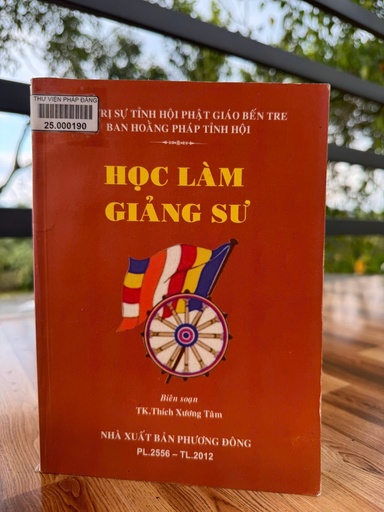 THƯ VIỆN PHÁP ĐĂNG
25.000190
RỊ SỰ TỈNH HỘI PHẬT GIÁO BẾN TRE
BAN HOẰNG PHÁP TỈNH HỘI
HỌC LÀM
GIẢNG SƯ
Biên soạn
TK.Thích Xương Tâm
NHÀ XUẤT BẢN PHƯƠNG ĐÔNG
PL.2556 – TL.2012